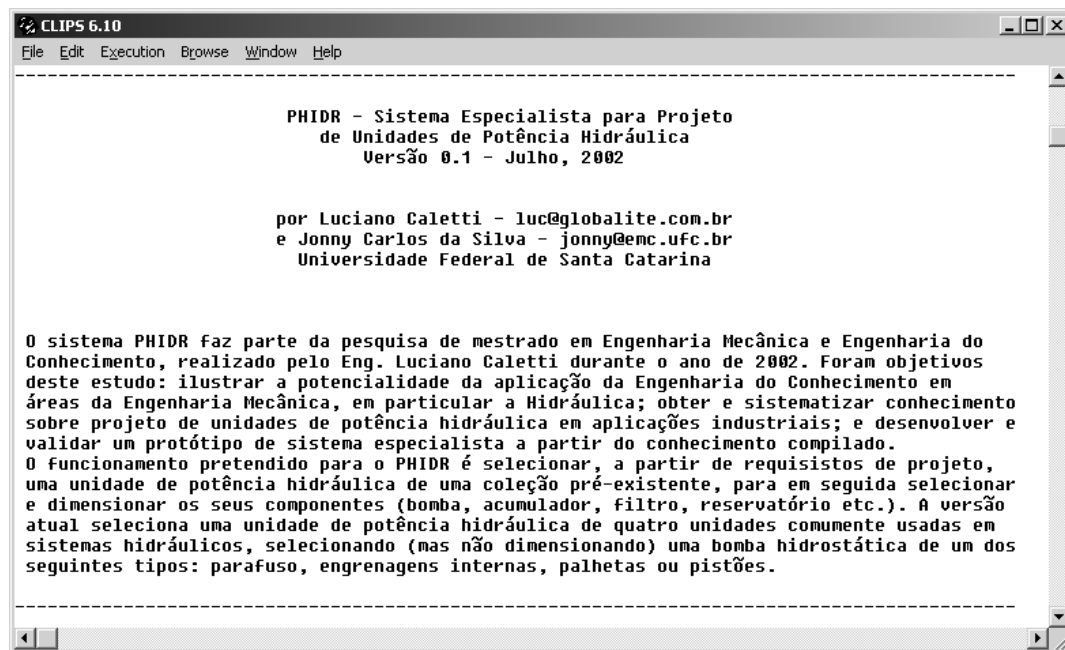 CLIPS 6.10
File Edit Execution Browse Window Help
PHIDR - Sistema Especialista para Projeto
de Unidades de Potência Hidráulica
Versão 0.1 - Julho, 2002
por Luciano Caletti - luc@globalite.com.br
e Jonny Carlos da Silva - jonny@emc.ufc.br
Universidade Federal de Santa Catarina
O sistema PHIDR faz parte da pesquisa de mestrado em Engenharia Mecânica e Engenharia do
Conhecimento, realizado pelo Eng. Luciano Caletti durante o ano de 2002. Foram objetivos
deste estudo: ilustrar a potencialidade da aplicação da Engenharia do Conhecimento em
áreas da Engenharia Mecânica, em particular a Hidráulica; obter e sistematizar conhecimento
sobre projeto de unidades de potência hidráulica em aplicações industriais; e desenvolver e
validar um protótipo de sistema especialista a partir do conhecimento compilado.
O funcionamento pretendido para o PHIDR é selecionar, a partir de requisistos de projeto,
uma unidade de potência hidráulica de uma coleção pré-existente, para em seguida selecionar
e dimensionar os seus componentes (bomba, acumulador, filtro, reservatório etc.). A versão
atual seleciona uma unidade de potência hidráulica de quatro unidades comumente usadas em
sistemas hidráulicos, selecionando (mas não dimensionando) uma bomba hidrostática de um dos
seguintes tipos: parafuso, engrenagens internas, palhetas ou pistões.